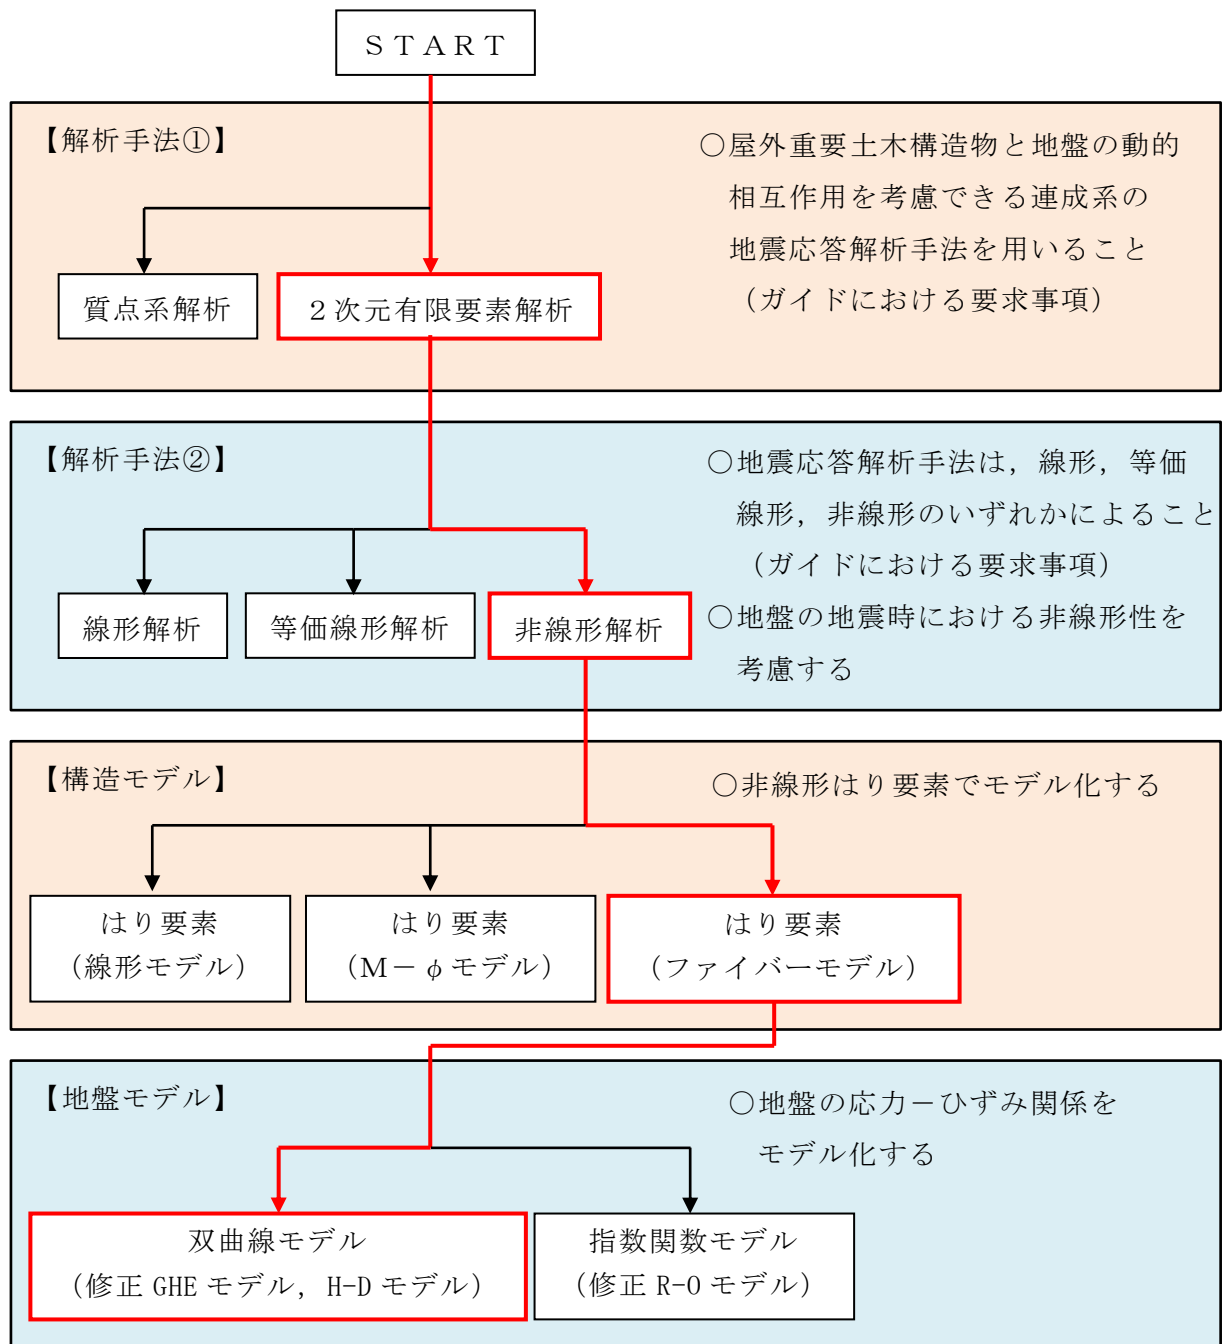 ＳＴＡＲＴ
【解析手法①】
○屋外重要土木構造物と地盤の動的
相互作用を考慮できる連成系の
地震応答解析手法を用いること
（ガイドにおける要求事項）
質点系解析
２次元有限要素解析
【解析手法②】
○地震応答解析手法は，線形，等価
線形，非線形のいずれかによること
（ガイドにおける要求事項）
○地盤の地震時における非線形性を
考慮する
線形解析
等価線形解析
非線形解析
【構造モデル】
○非線形はり要素でモデル化する
はり要素
（線形モデル）
はり要素
（Ｍ－φモデル）
はり要素
（ファイバーモデル）
【地盤モデル】
○地盤の応力－ひずみ関係を
モデル化する
双曲線モデル
（修正 GHE モデル，H-D モデル）
指数関数モデル
（修正 R-O モデル）